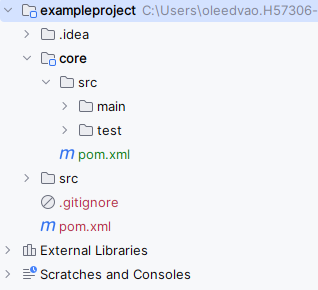 exampleproject C:\Users\oleedvao.H57306-
.idea
core
src
main
test
m pom.xml
src
.gitignore
m pom.xml
External Libraries
Scratches and Consoles